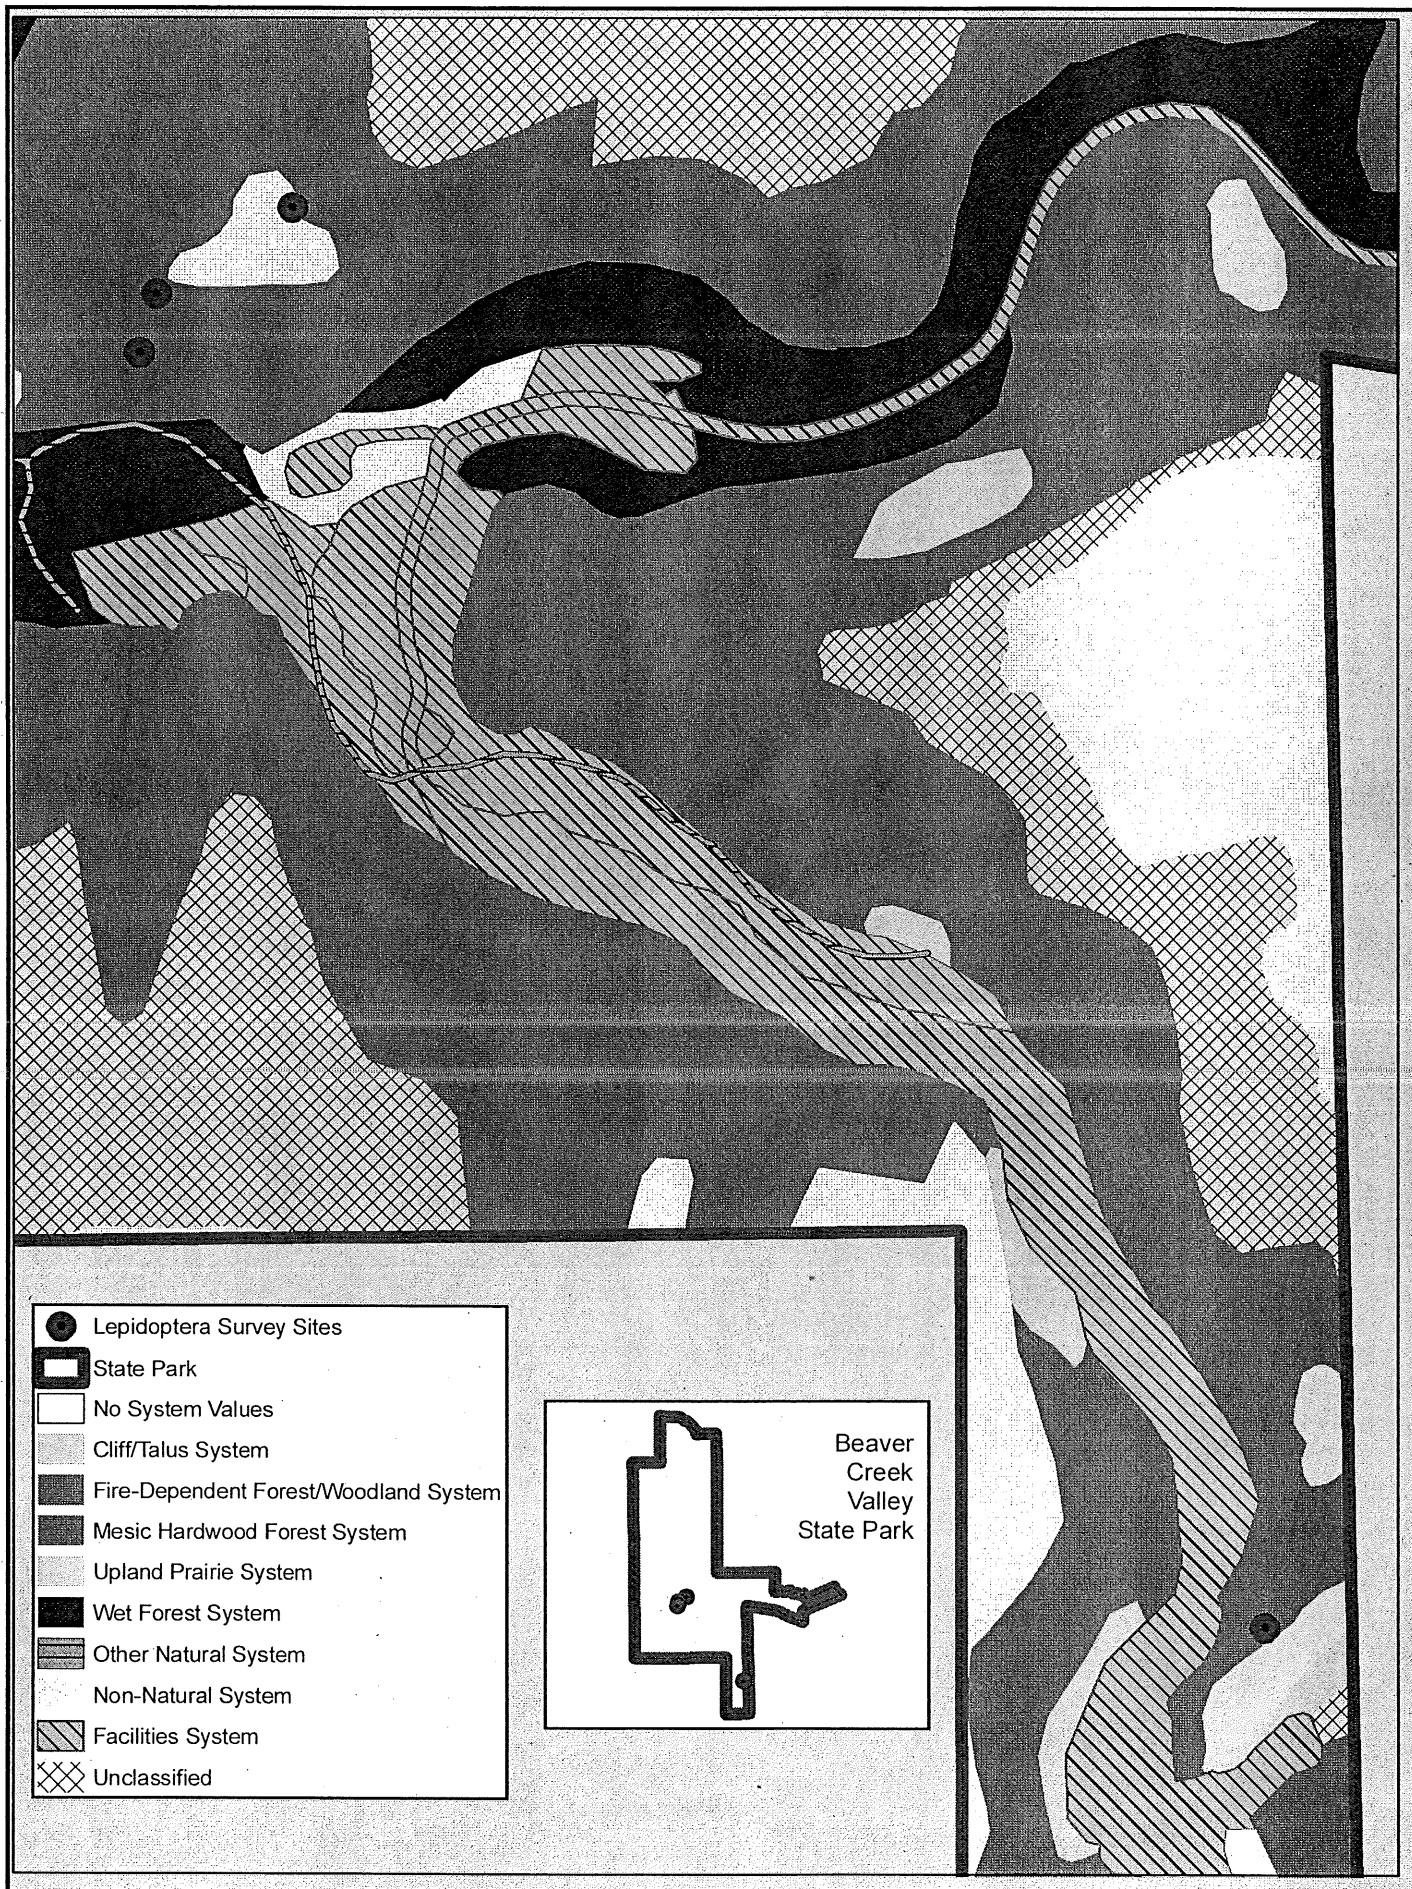 Lepidoptera Survey Sites
State Park
No System Values
Cliff/Talus System
Fire-Dependent Forest/Woodland System
Mesic Hardwood Forest System
Upland Prairie System
Wet Forest System
Other Natural System
Non-Natural System
Facilities System
Unclassified
Beaver
Creek
Valley
State Park